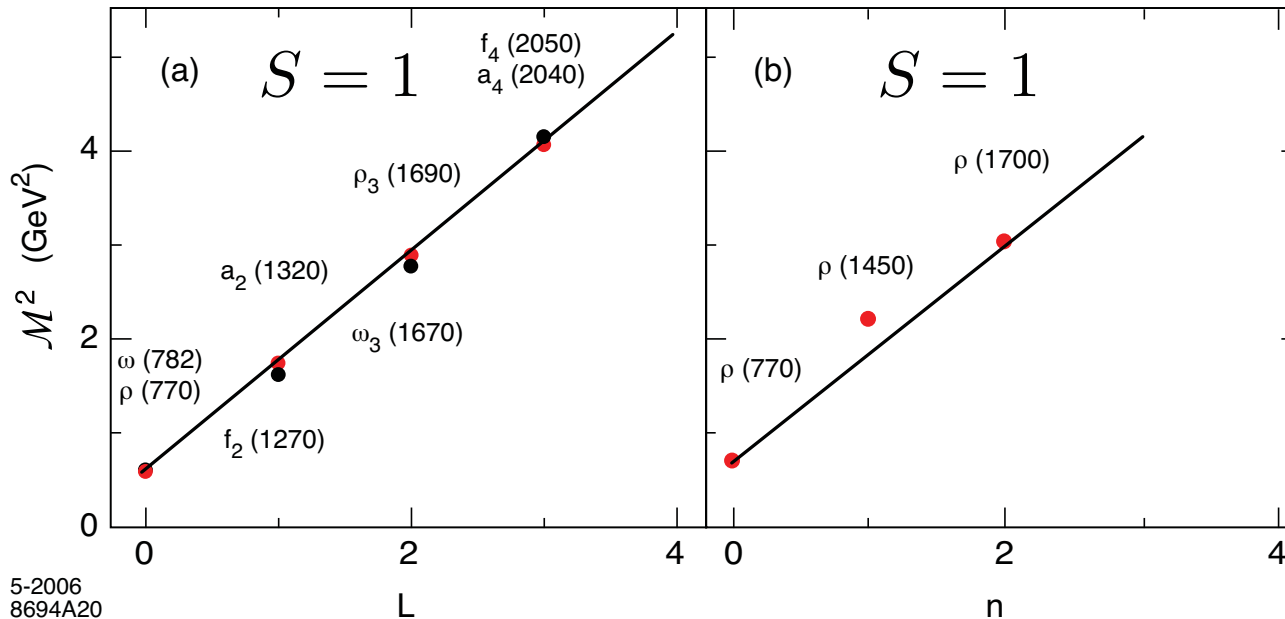 (a) S = 1
f₄ (2050)
a₄ (2040)
ρ₃ (1690)
a₂ (1320)
ω₃ (1670)
ω (782)
ρ (770)
f₂ (1270)
ℳ² (GeV²)
4
2
0
0 2 4
L
(b) S = 1
ρ (1700)
ρ (1450)
ρ (770)
0 2 4
n
5-2006
8694A20